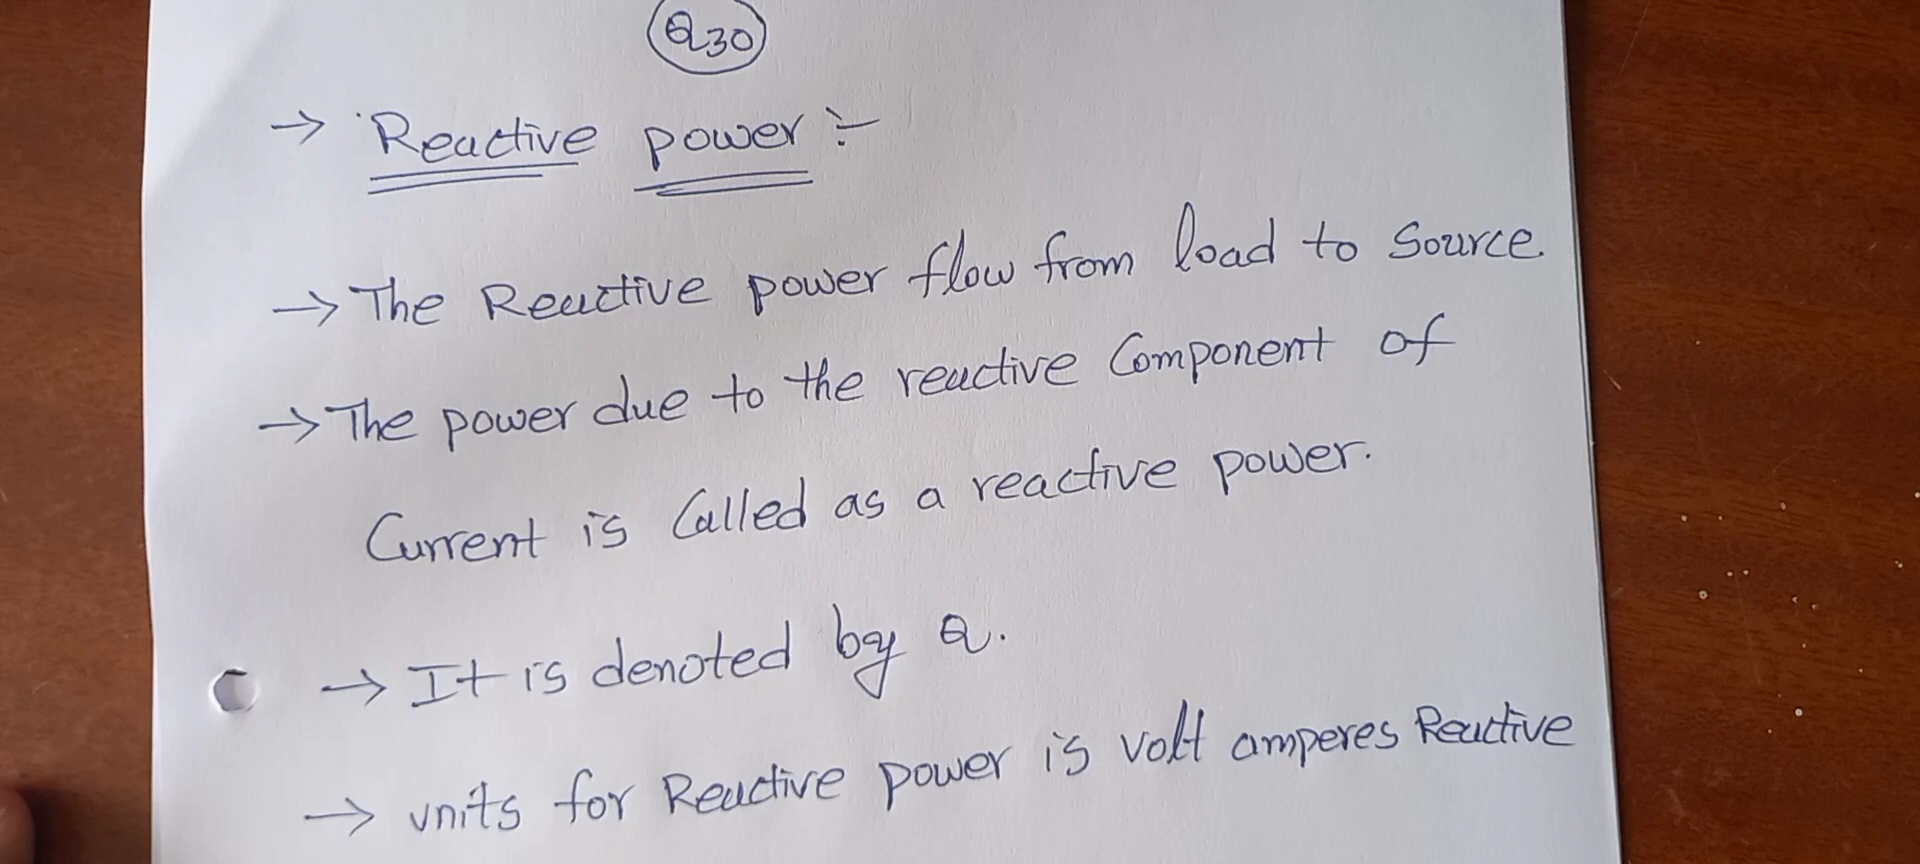 Q30
→ Reactive power :-
→ The Reactive power flow from load to Source.
→ The power due to the reactive Component of
Current is Called as a reactive power.
→ It is denoted by Q.
→ units for Reactive power is volt amperes Reactive